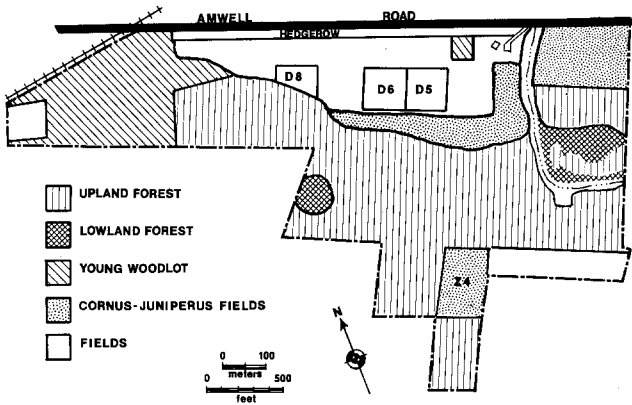 AMWELL ROAD
HEDGEROW
D8
D6
D5
Z4
UPLAND FOREST
LOWLAND FOREST
YOUNG WOODLOT
CORNUS-JUNIPERUS FIELDS
FIELDS
N
0 100
meters
0 500
feet